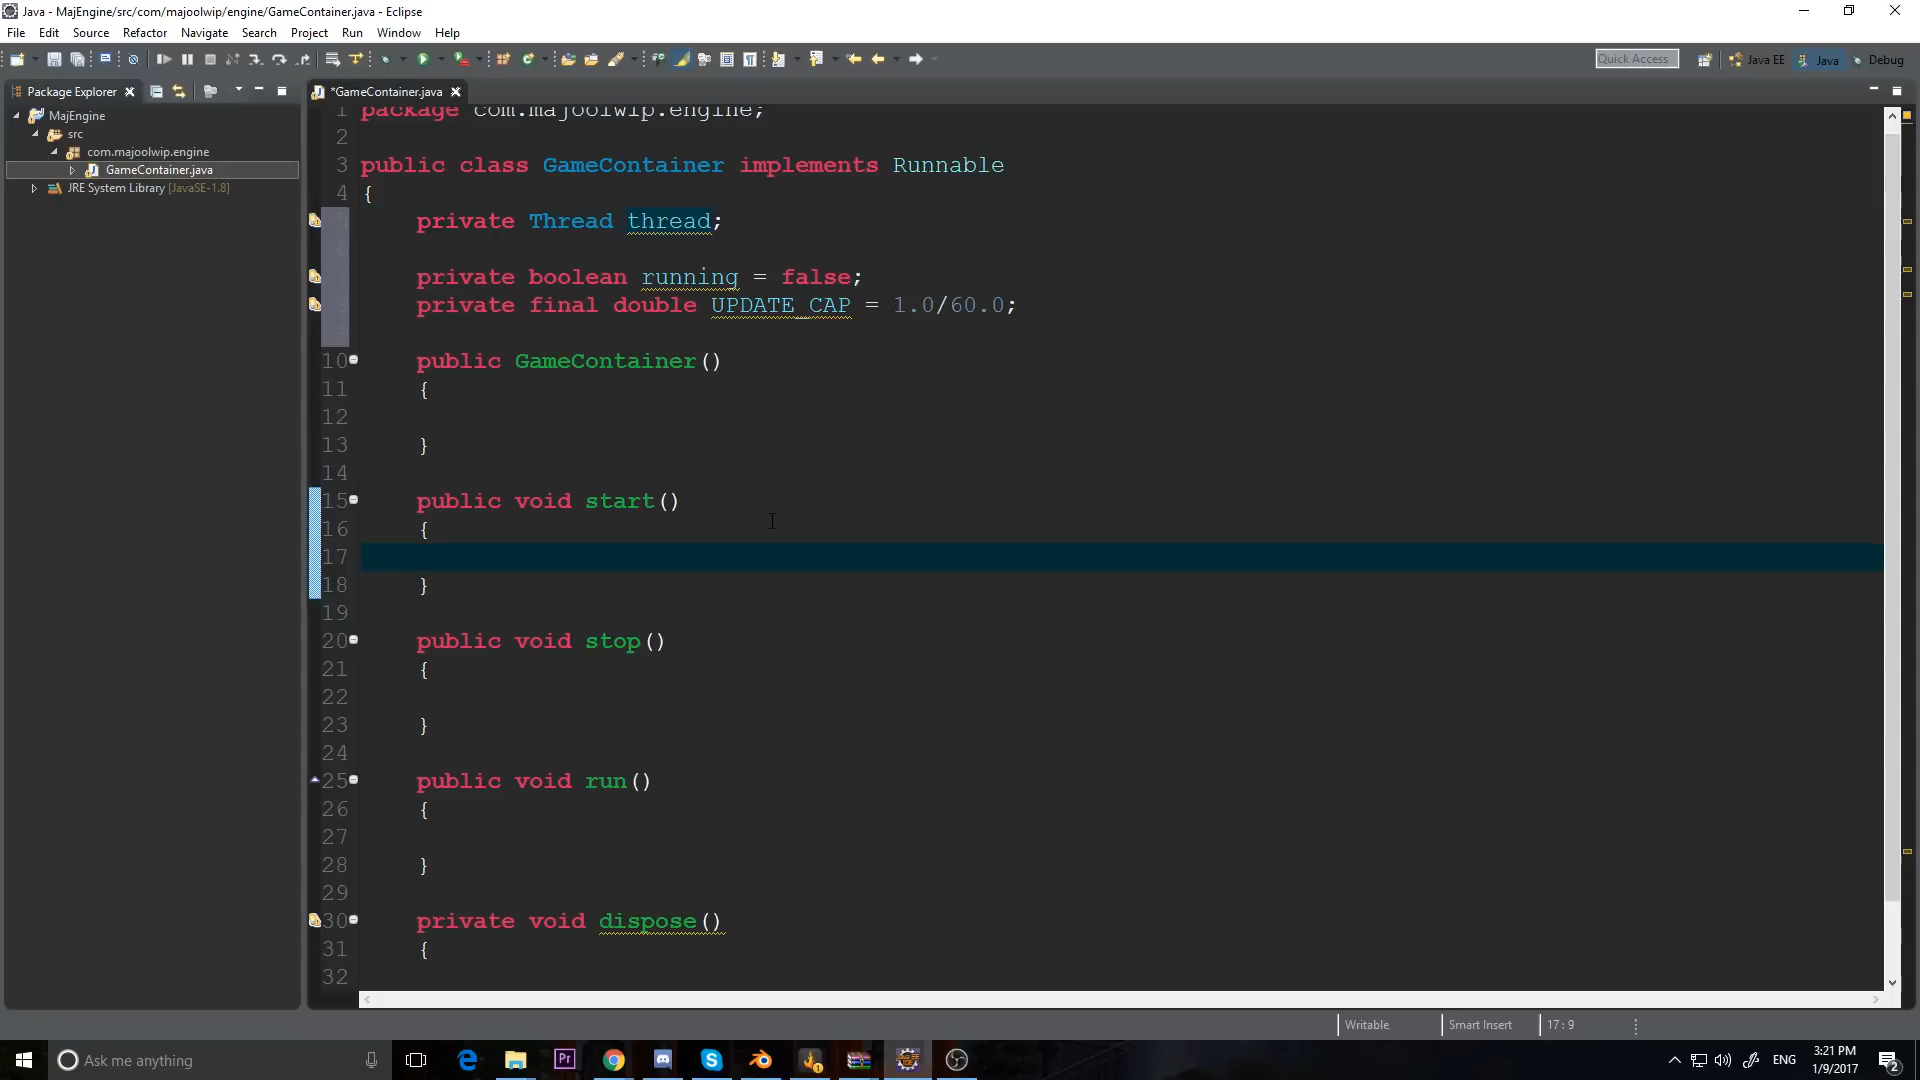 Java - MajEngine/src/com/majoolwip/engine/GameContainer.java - Eclipse
File Edit Source Refactor Navigate Search Project Run Window Help
Quick Access Java EE Java Debug
Package Explorer *GameContainer.java
MajEngine
src
com.majoolwip.engine
GameContainer.java
JRE System Library [JavaSE-1.8]
1 package com.majoolwip.engine;
2
3 public class GameContainer implements Runnable
4 {
private Thread thread;
private boolean running = false;
private final double UPDATE_CAP = 1.0/60.0;
10 public GameContainer()
11 {
12
13 }
14
15 public void start()
16 {
17
18 }
19
20 public void stop()
21 {
22
23 }
24
25 public void run()
26 {
27
28 }
29
30 private void dispose()
31 {
32
Writable Smart Insert 17 : 9
Ask me anything
Pr
ENG
3:21 PM
1/9/2017
2